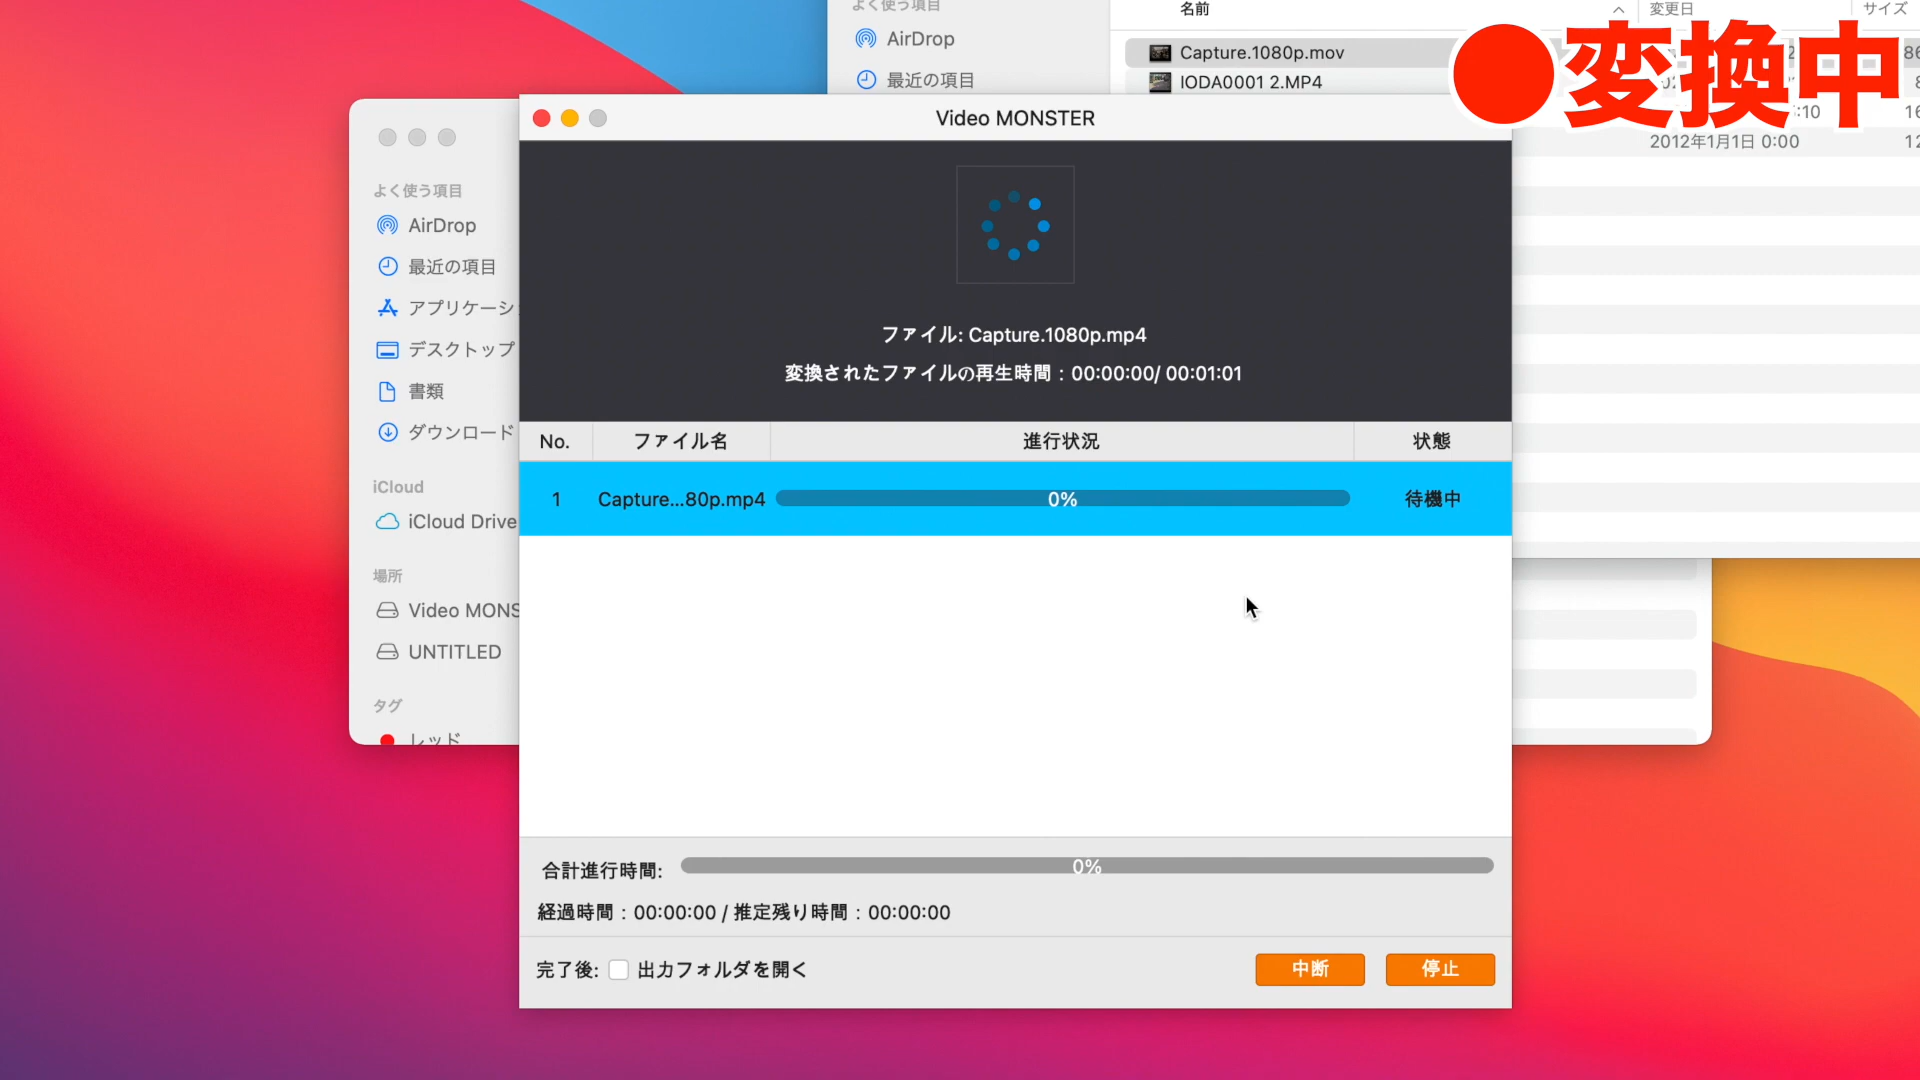 よく使う項目
AirDrop
最近の項目
名前
変更日
サイズ
Capture.1080p.mov
IODA0001 2.MP4
2012年1月1日 0:00
変換中
よく使う項目
AirDrop
最近の項目
アプリケーシ
デスクトップ
書類
ダウンロード
iCloud
iCloud Drive
場所
Video MONS
UNTITLED
タグ
レッド
Video MONSTER
ファイル: Capture.1080p.mp4
変換されたファイルの再生時間：00:00:00/ 00:01:01
No. ファイル名 進行状況 状態
1 Capture...80p.mp4 0% 待機中
合計進行時間: 0%
経過時間：00:00:00 / 推定残り時間：00:00:00
完了後: 出力フォルダを開く 中断 停止